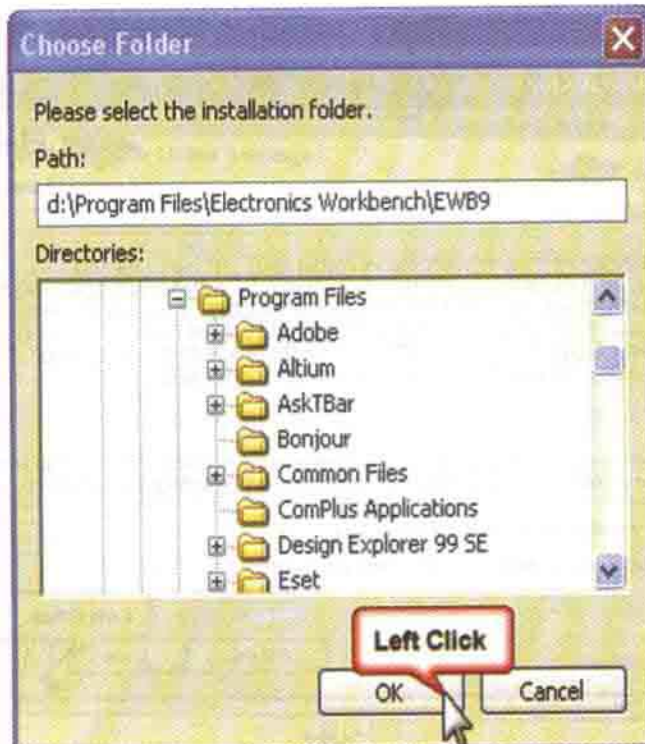 Choose Folder
Please select the installation folder.
Path:
d:\Program Files\Electronics Workbench\EWB9
Directories:
Program Files
Adobe
Altium
AskTBar
Bonjour
Common Files
ComPlus Applications
Design Explorer 99 SE
Eset
Left Click
OK
Cancel